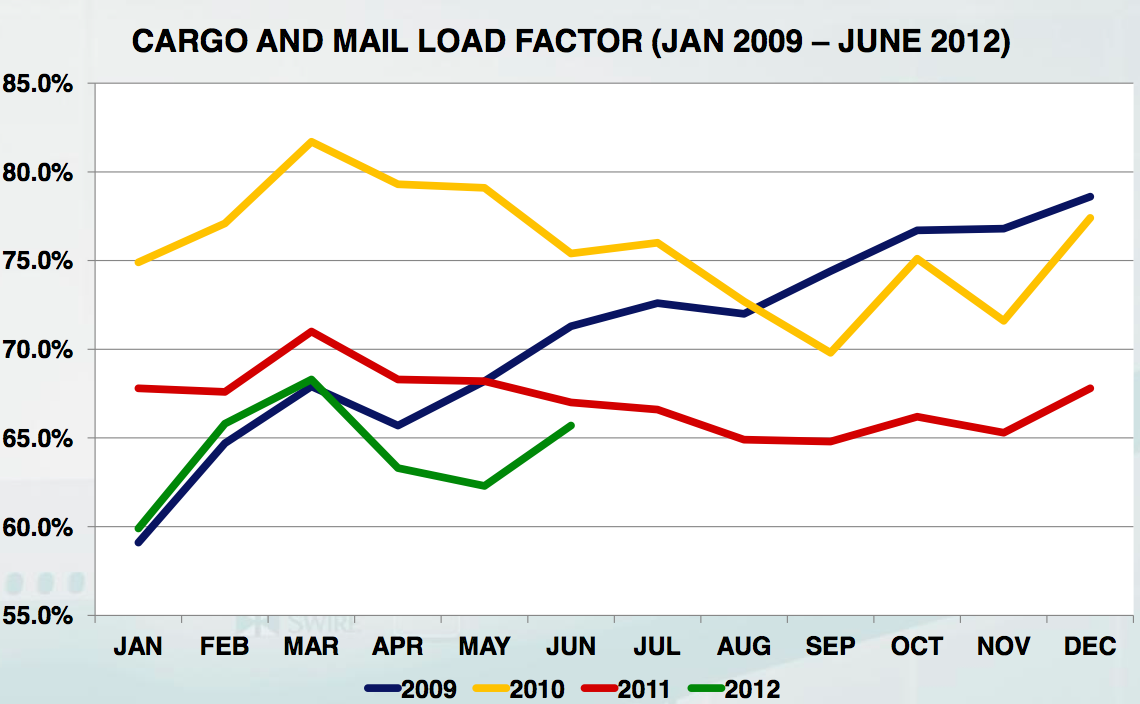 CARGO AND MAIL LOAD FACTOR (JAN 2009 – JUNE 2012)
85.0%
80.0%
75.0%
70.0%
65.0%
60.0%
55.0%
SWIRE
JAN FEB MAR APR MAY JUN JUL AUG SEP OCT NOV DEC
2009 2010 2011 2012